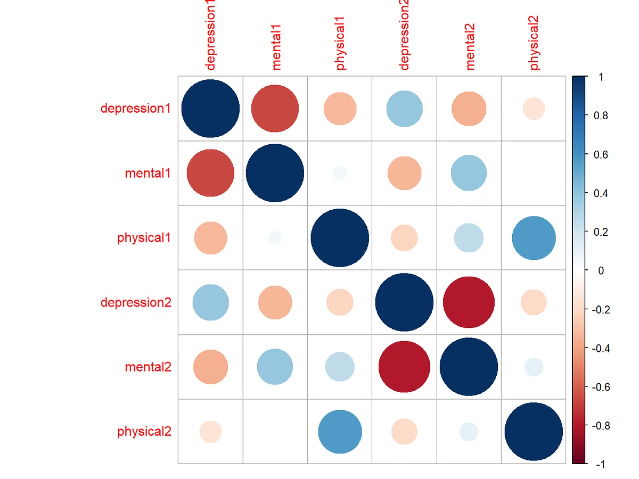 depression1 mental1 physical1 depression2 mental2 physical2
depression1
mental1
physical1
depression2
mental2
physical2
1
0.8
0.6
0.4
0.2
0
-0.2
-0.4
-0.6
-0.8
-1